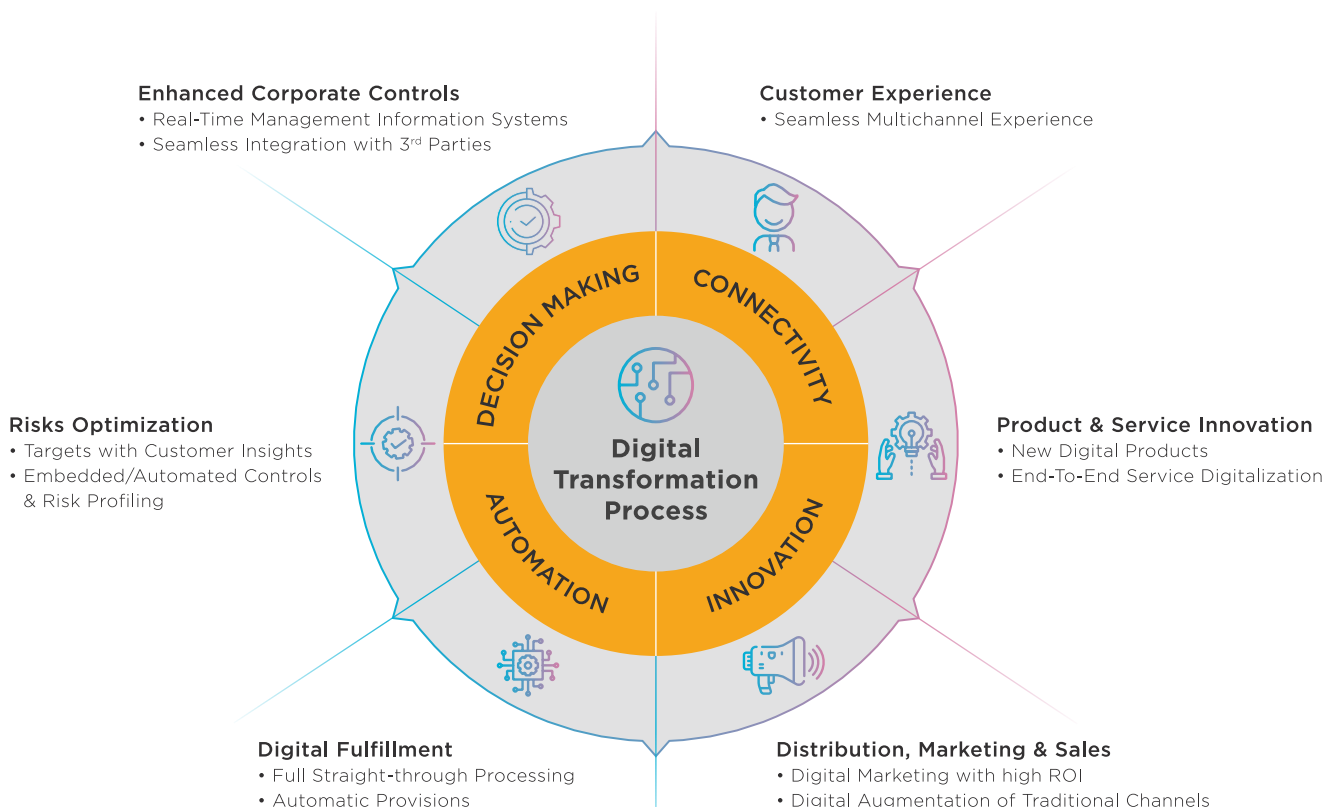 Enhanced Corporate Controls
• Real-Time Management Information Systems
• Seamless Integration with 3rd Parties
Customer Experience
• Seamless Multichannel Experience
DECISION MAKING
CONNECTIVITY
Risks Optimization
• Targets with Customer Insights
• Embedded/Automated Controls
& Risk Profiling
Digital
Transformation
Process
Product & Service Innovation
• New Digital Products
• End-To-End Service Digitalization
AUTOMATION
INNOVATION
Digital Fulfillment
• Full Straight-through Processing
• Automatic Provisions
Distribution, Marketing & Sales
• Digital Marketing with high ROI
• Digital Augmentation of Traditional Channels